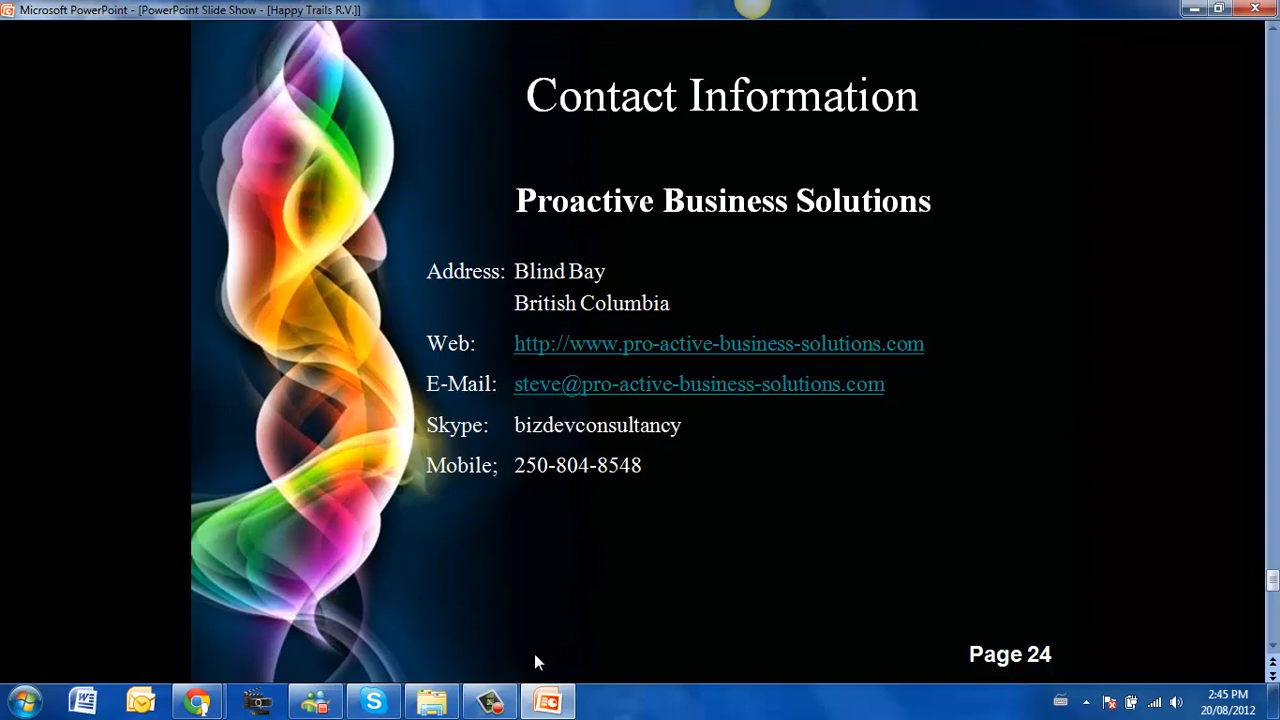 Microsoft PowerPoint - [PowerPoint Slide Show - [Happy Trails R.V.]]
Contact Information
Proactive Business Solutions
Address: Blind Bay
British Columbia
Web: http://www.pro-active-business-solutions.com
E-Mail: steve@pro-active-business-solutions.com
Skype: bizdevconsultancy
Mobile; 250-804-8548
Page 24
2:45 PM
20/08/2012